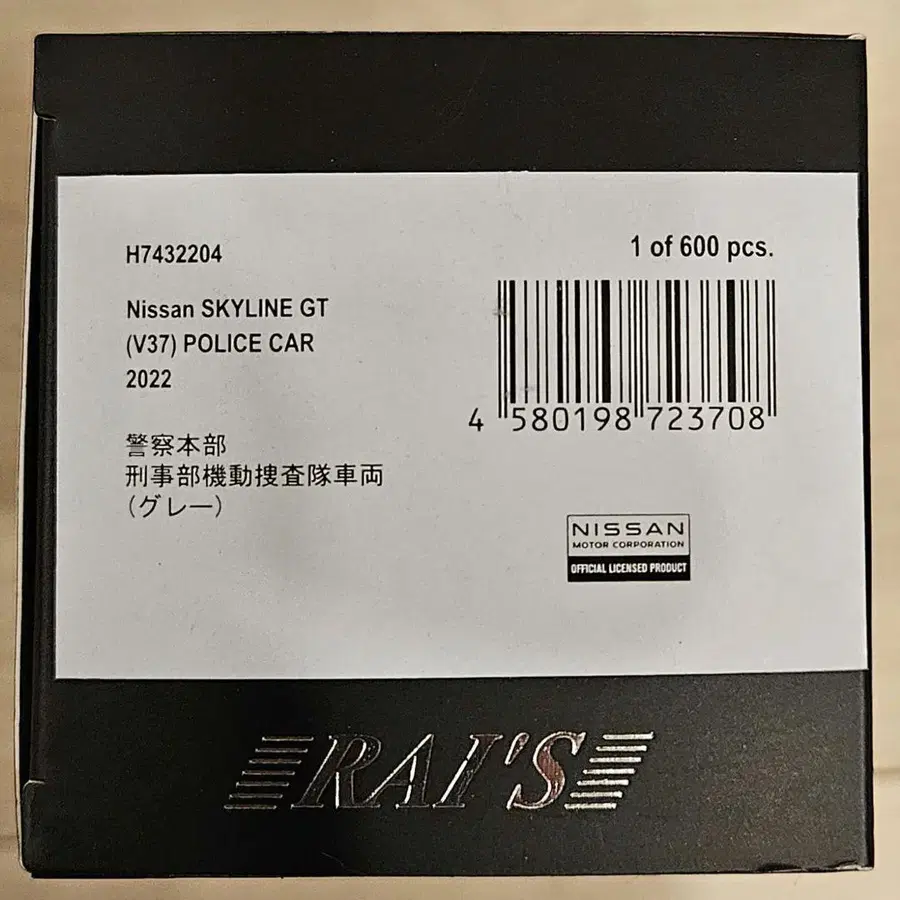 H7432204
1 of 600 pcs.
Nissan SKYLINE GT
(V37) POLICE CAR
2022
4 580198 723708
警察本部
刑事部機動捜査隊車両
(グレー)
NISSAN
MOTOR CORPORATION
OFFICIAL LICENSED PRODUCT
RAI'S